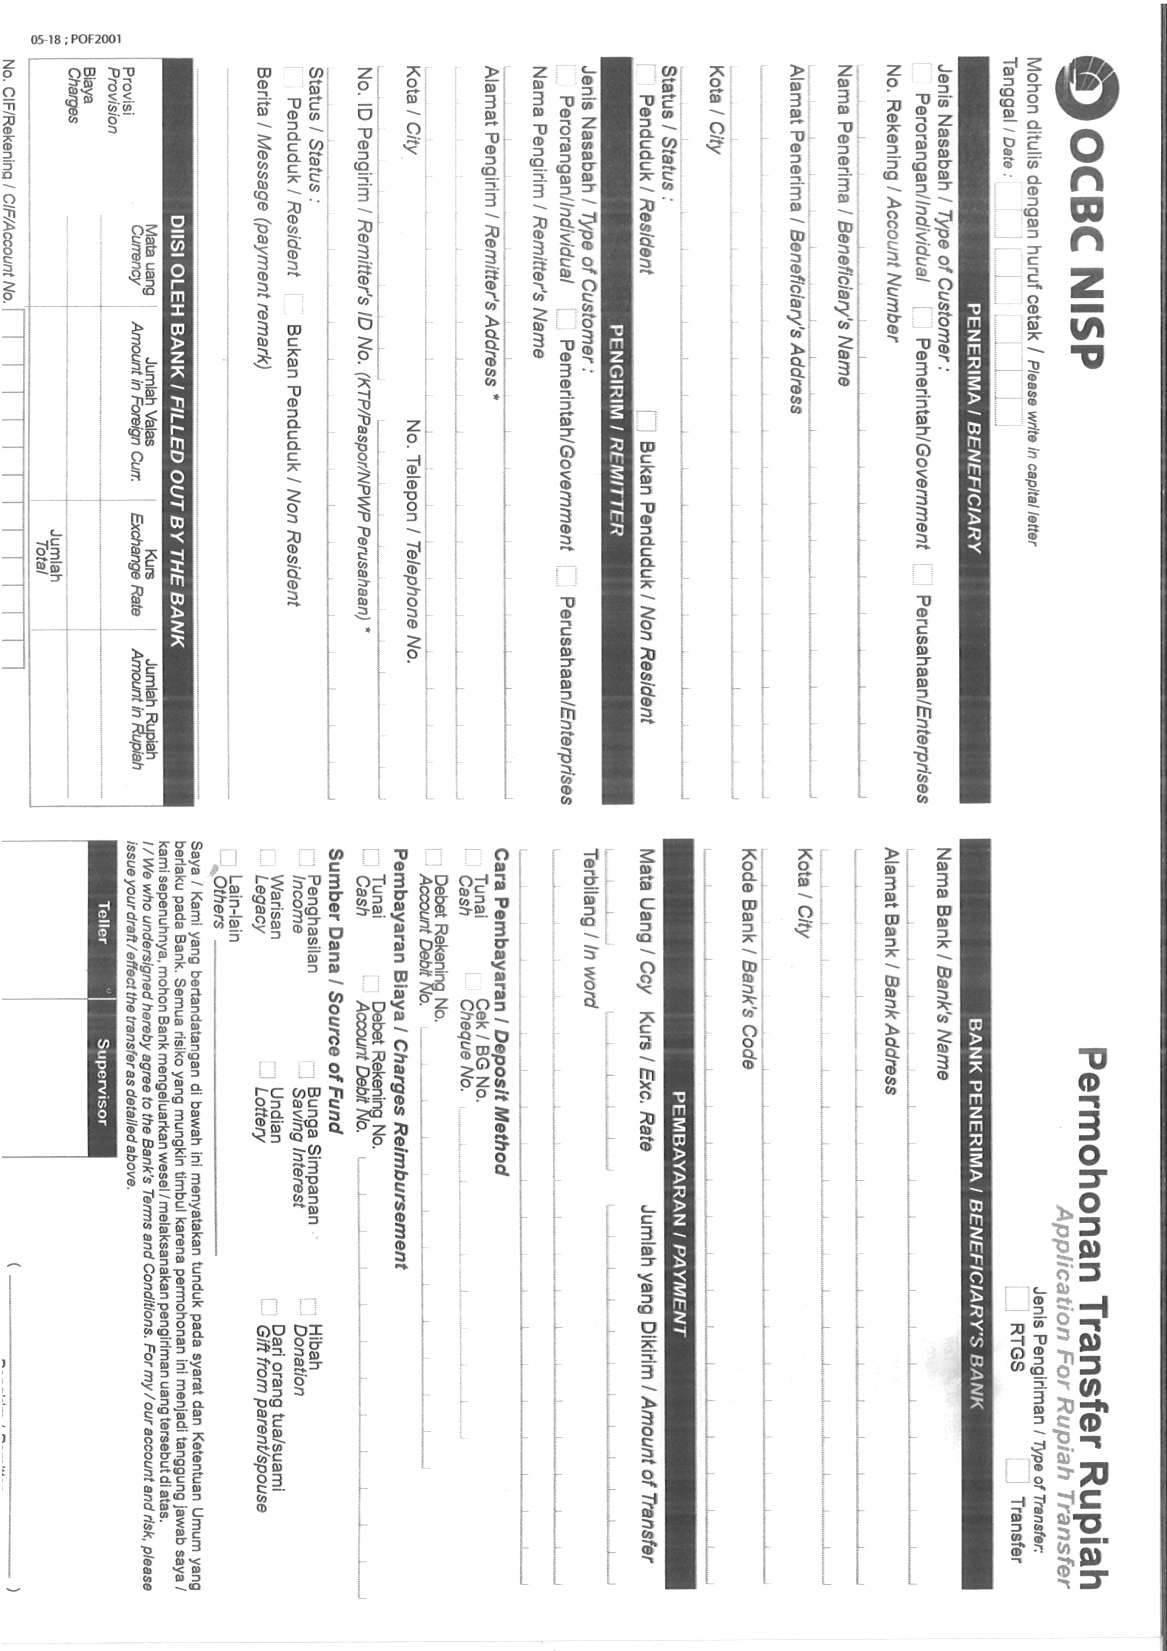 OCBC NISP
Permohonan Transfer Rupiah
Application For Rupiah Transfer
Mohon ditulis dengan huruf cetak / Please write in capital letter
Tanggal / Date :
Jenis Pengiriman / Type of Transfer:
RTGS Transfer
PENERIMA / BENEFICIARY
Jenis Nasabah / Type of Customer :
Perorangan/Individual Pemerintah/Government Perusahaan/Enterprises
No. Rekening / Account Number
Nama Penerima / Beneficiary's Name
Alamat Penerima / Beneficiary's Address
Kota / City
Status / Status :
Penduduk / Resident Bukan Penduduk / Non Resident
PENGIRIM / REMITTER
Jenis Nasabah / Type of Customer :
Perorangan/Individual Pemerintah/Government Perusahaan/Enterprises
Nama Pengirim / Remitter's Name
Alamat Pengirim / Remitter's Address *
Kota / City No. Telepon / Telephone No.
No. ID Pengirim / Remitter's ID No. (KTP/Paspor/NPWP Perusahaan) *
Status / Status :
Penduduk / Resident Bukan Penduduk / Non Resident
Berita / Message (payment remark)
DIISI OLEH BANK / FILLED OUT BY THE BANK
Mata uang Jumlah Valas Kurs Jumlah Rupiah
Currency Amount in Foreign Curr. Exchange Rate Amount in Rupiah
Provisi
Provision
Biaya
Charges
Jumlah
Total
No. CIF/Rekening / CIF/Account No.
05-18 ; POF2001
BANK PENERIMA / BENEFICIARY'S BANK
Nama Bank / Bank's Name
Alamat Bank / Bank Address
Kota / City
Kode Bank / Bank's Code
PEMBAYARAN / PAYMENT
Mata Uang / Ccy Kurs / Exc. Rate Jumlah yang Dikirim / Amount of Transfer
Terbilang / In word
Cara Pembayaran / Deposit Method
Tunai Cek / BG No.
Cash Cheque No.
Debet Rekening No.
Account Debit No.
Pembayaran Biaya / Charges Reimbursement
Tunai Debet Rekening No.
Cash Account Debit No.
Sumber Dana / Source of Fund
Penghasilan Bunga Simpanan Hibah
Income Saving Interest Donation
Warisan Undian Dari orang tua/suami
Legacy Lottery Gift from parent/spouse
Lain-lain
Others
Saya / Kami yang bertandatangan di bawah ini menyatakan tunduk pada syarat dan Ketentuan Umum yang
berlaku pada Bank. Semua risiko yang mungkin timbul karena permohonan ini menjadi tanggung jawab saya /
kami sepenuhnya, mohon Bank mengeluarkan wesel / melaksanakan pengiriman uang tersebut di atas.
I / We who undersigned hereby agree to the Bank's Terms and Conditions. For my / our account and risk, please
issue your draft / effect the transfer as detailed above.
Teller Supervisor
( )